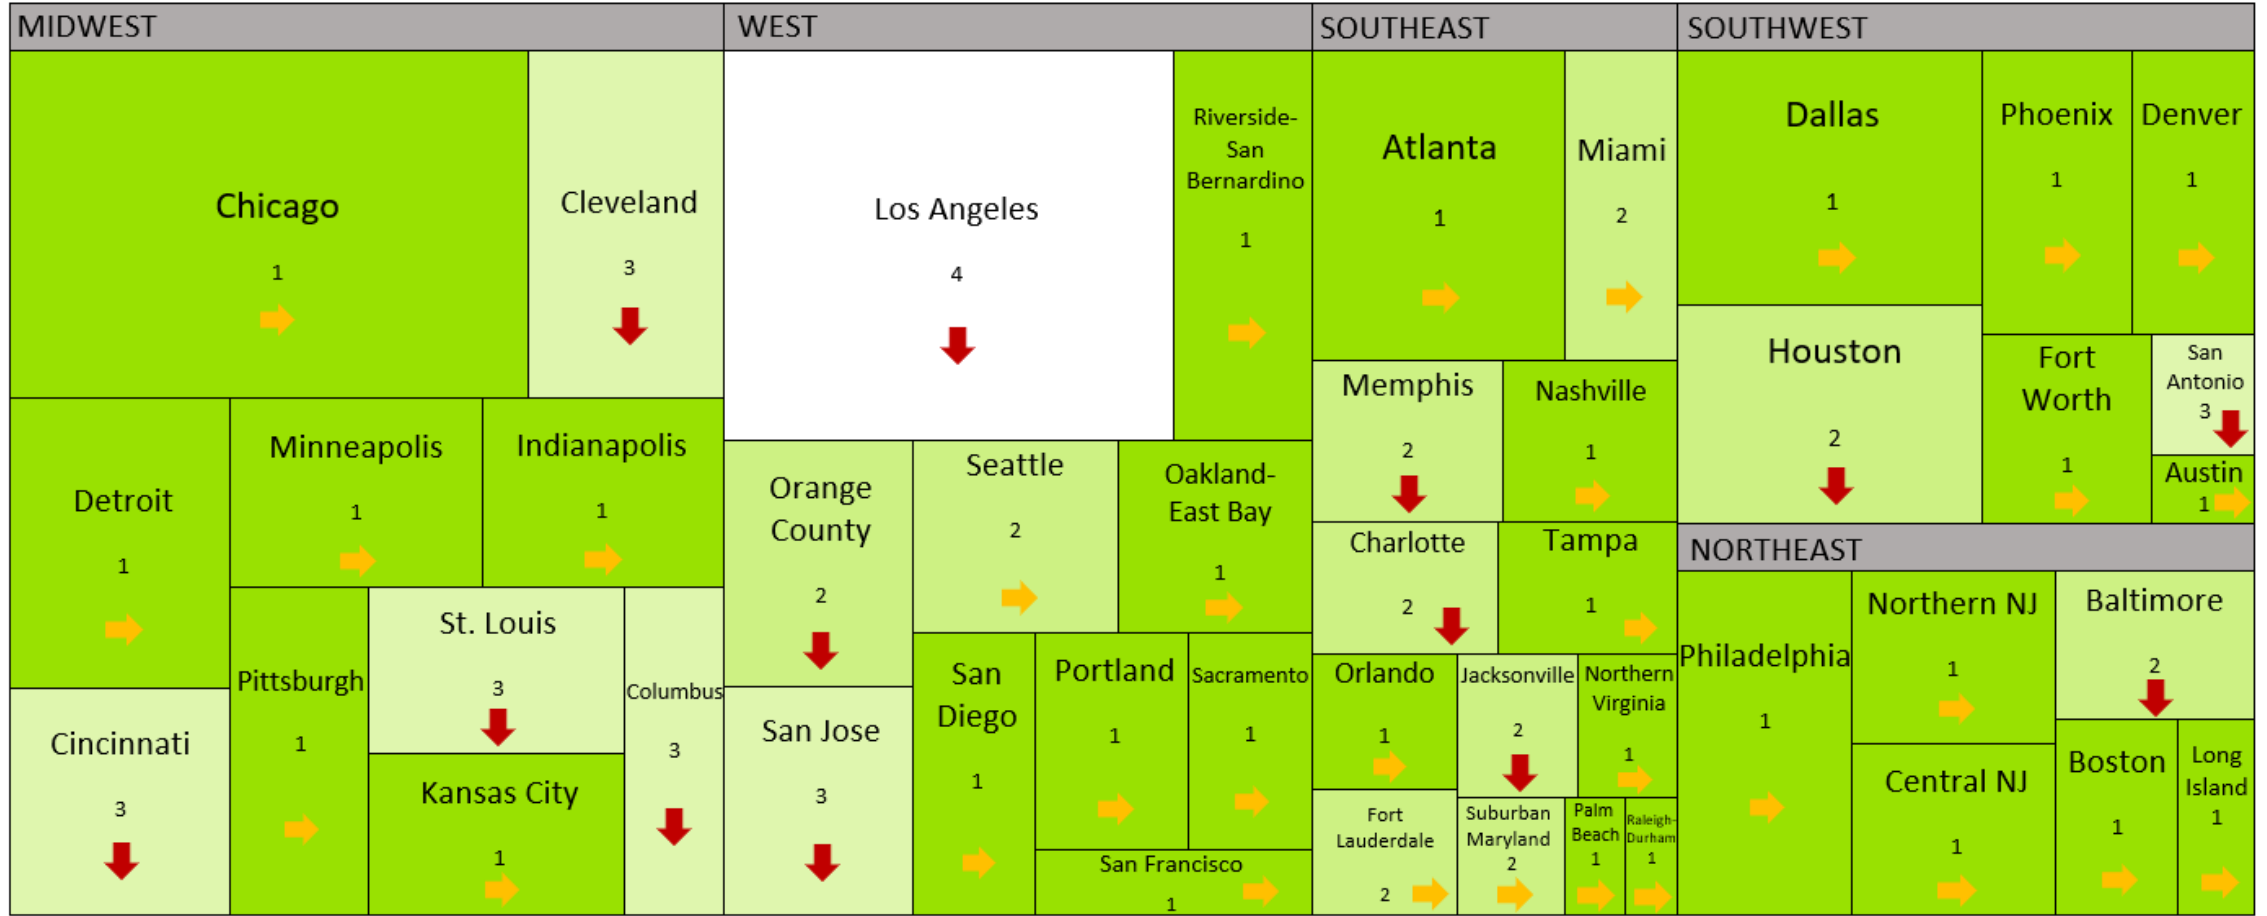 MIDWEST
Chicago
1
Cleveland
3
Detroit
1
Minneapolis
1
Indianapolis
1
Cincinnati
3
Pittsburgh
1
St. Louis
3
Kansas City
1
Columbus
3
WEST
Los Angeles
4
Riverside-
San
Bernardino
1
Orange
County
2
Seattle
2
Oakland-
East Bay
1
San Jose
3
San
Diego
1
Portland
1
Sacramento
1
San Francisco
1
SOUTHEAST
Atlanta
1
Miami
2
Memphis
2
Nashville
1
Charlotte
2
Tampa
1
Orlando
1
Jacksonville
2
Northern
Virginia
1
Fort
Lauderdale
2
Suburban
Maryland
2
Palm
Beach
1
Raleigh-
Durham
1
SOUTHWEST
Dallas
1
Phoenix
1
Denver
1
Houston
2
Fort
Worth
1
San
Antonio
3
Austin
1
NORTHEAST
Philadelphia
1
Northern NJ
1
Baltimore
2
Central NJ
1
Boston
1
Long
Island
1